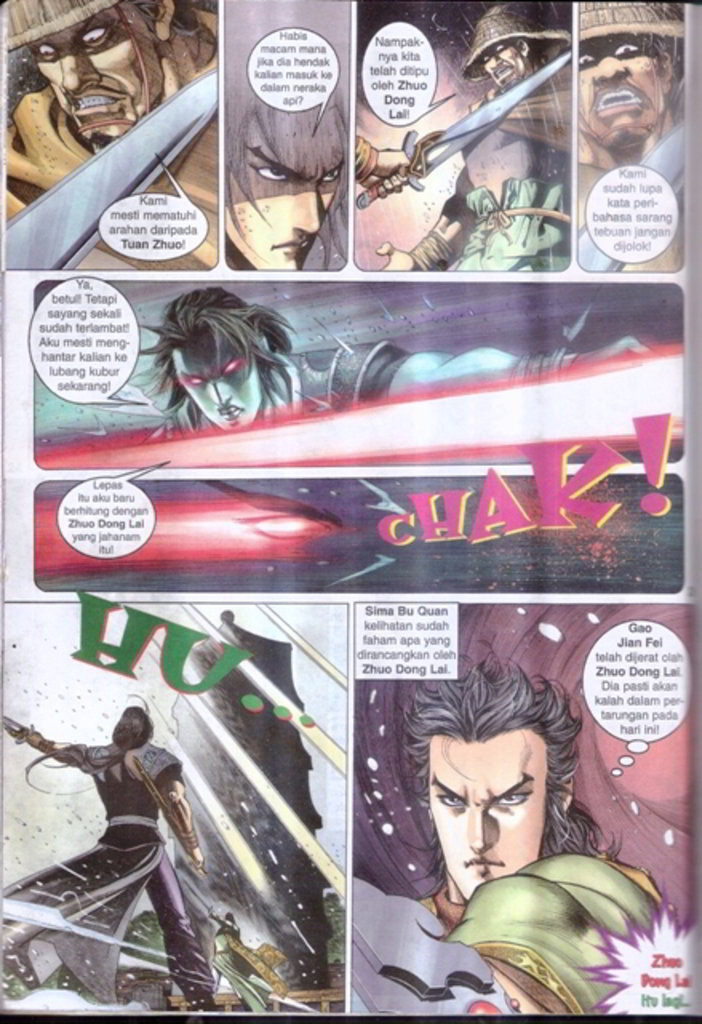 Kami
mesti mematuhi
arahan daripada
Tuan Zhuo!
Habis
macam mana
jika dia hendak
kalian masuk ke
dalam neraka
api?
Nampak-
nya kita
telah ditipu
oleh Zhuo
Dong
Lai!
Kami
sudah lupa
kata peri-
bahasa sarang
tebuan jangan
dijolok!
Ya,
betul! Tetapi
sayang sekali
sudah terlambat!
Aku mesti meng-
hantar kalian ke
lubang kubur
sekarang!
Lepas
itu aku baru
berhitung dengan
Zhuo Dong Lai
yang jahanam
itu!
CHAK!
HU...
Sima Bu Quan
kelihatan sudah
faham apa yang
dirancangkan oleh
Zhuo Dong Lai.
Gao
Jian Fei
telah dijerat olah
Zhuo Dong Lai.
Dia pasti akan
kalah dalam per-
tarungan pada
hari ini!
Zhuo
Dong Lai
itu lagi...